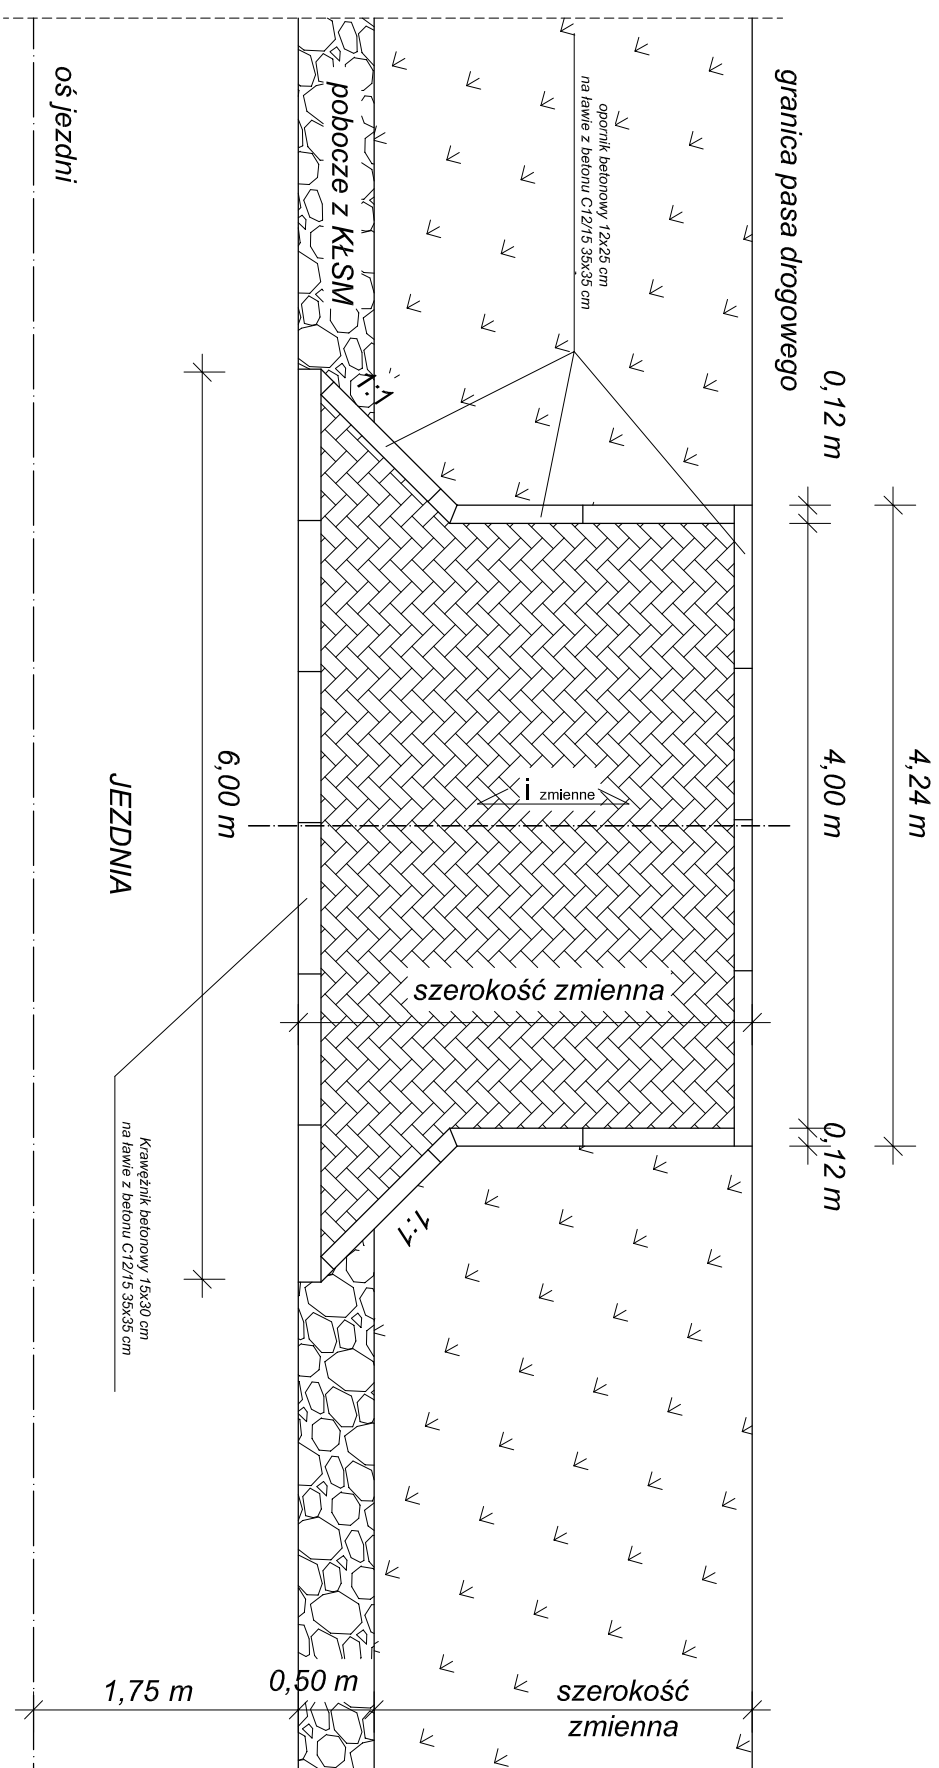 granica pasa drogowego
0,12 m
4,24 m
4,00 m
0,12 m
opornik betonowy 12x25 cm
na ławie z betonu C12/15 35x35 cm
pobocze z KŁSM
oś jezdni
1:1
i zmienne
6,00 m
JEZDNIA
szerokość zmienna
1:1
Krawężnik betonowy 15x30 cm
na ławie z betonu C12/15 35x35 cm
1,75 m
0,50 m
szerokość
zmienna